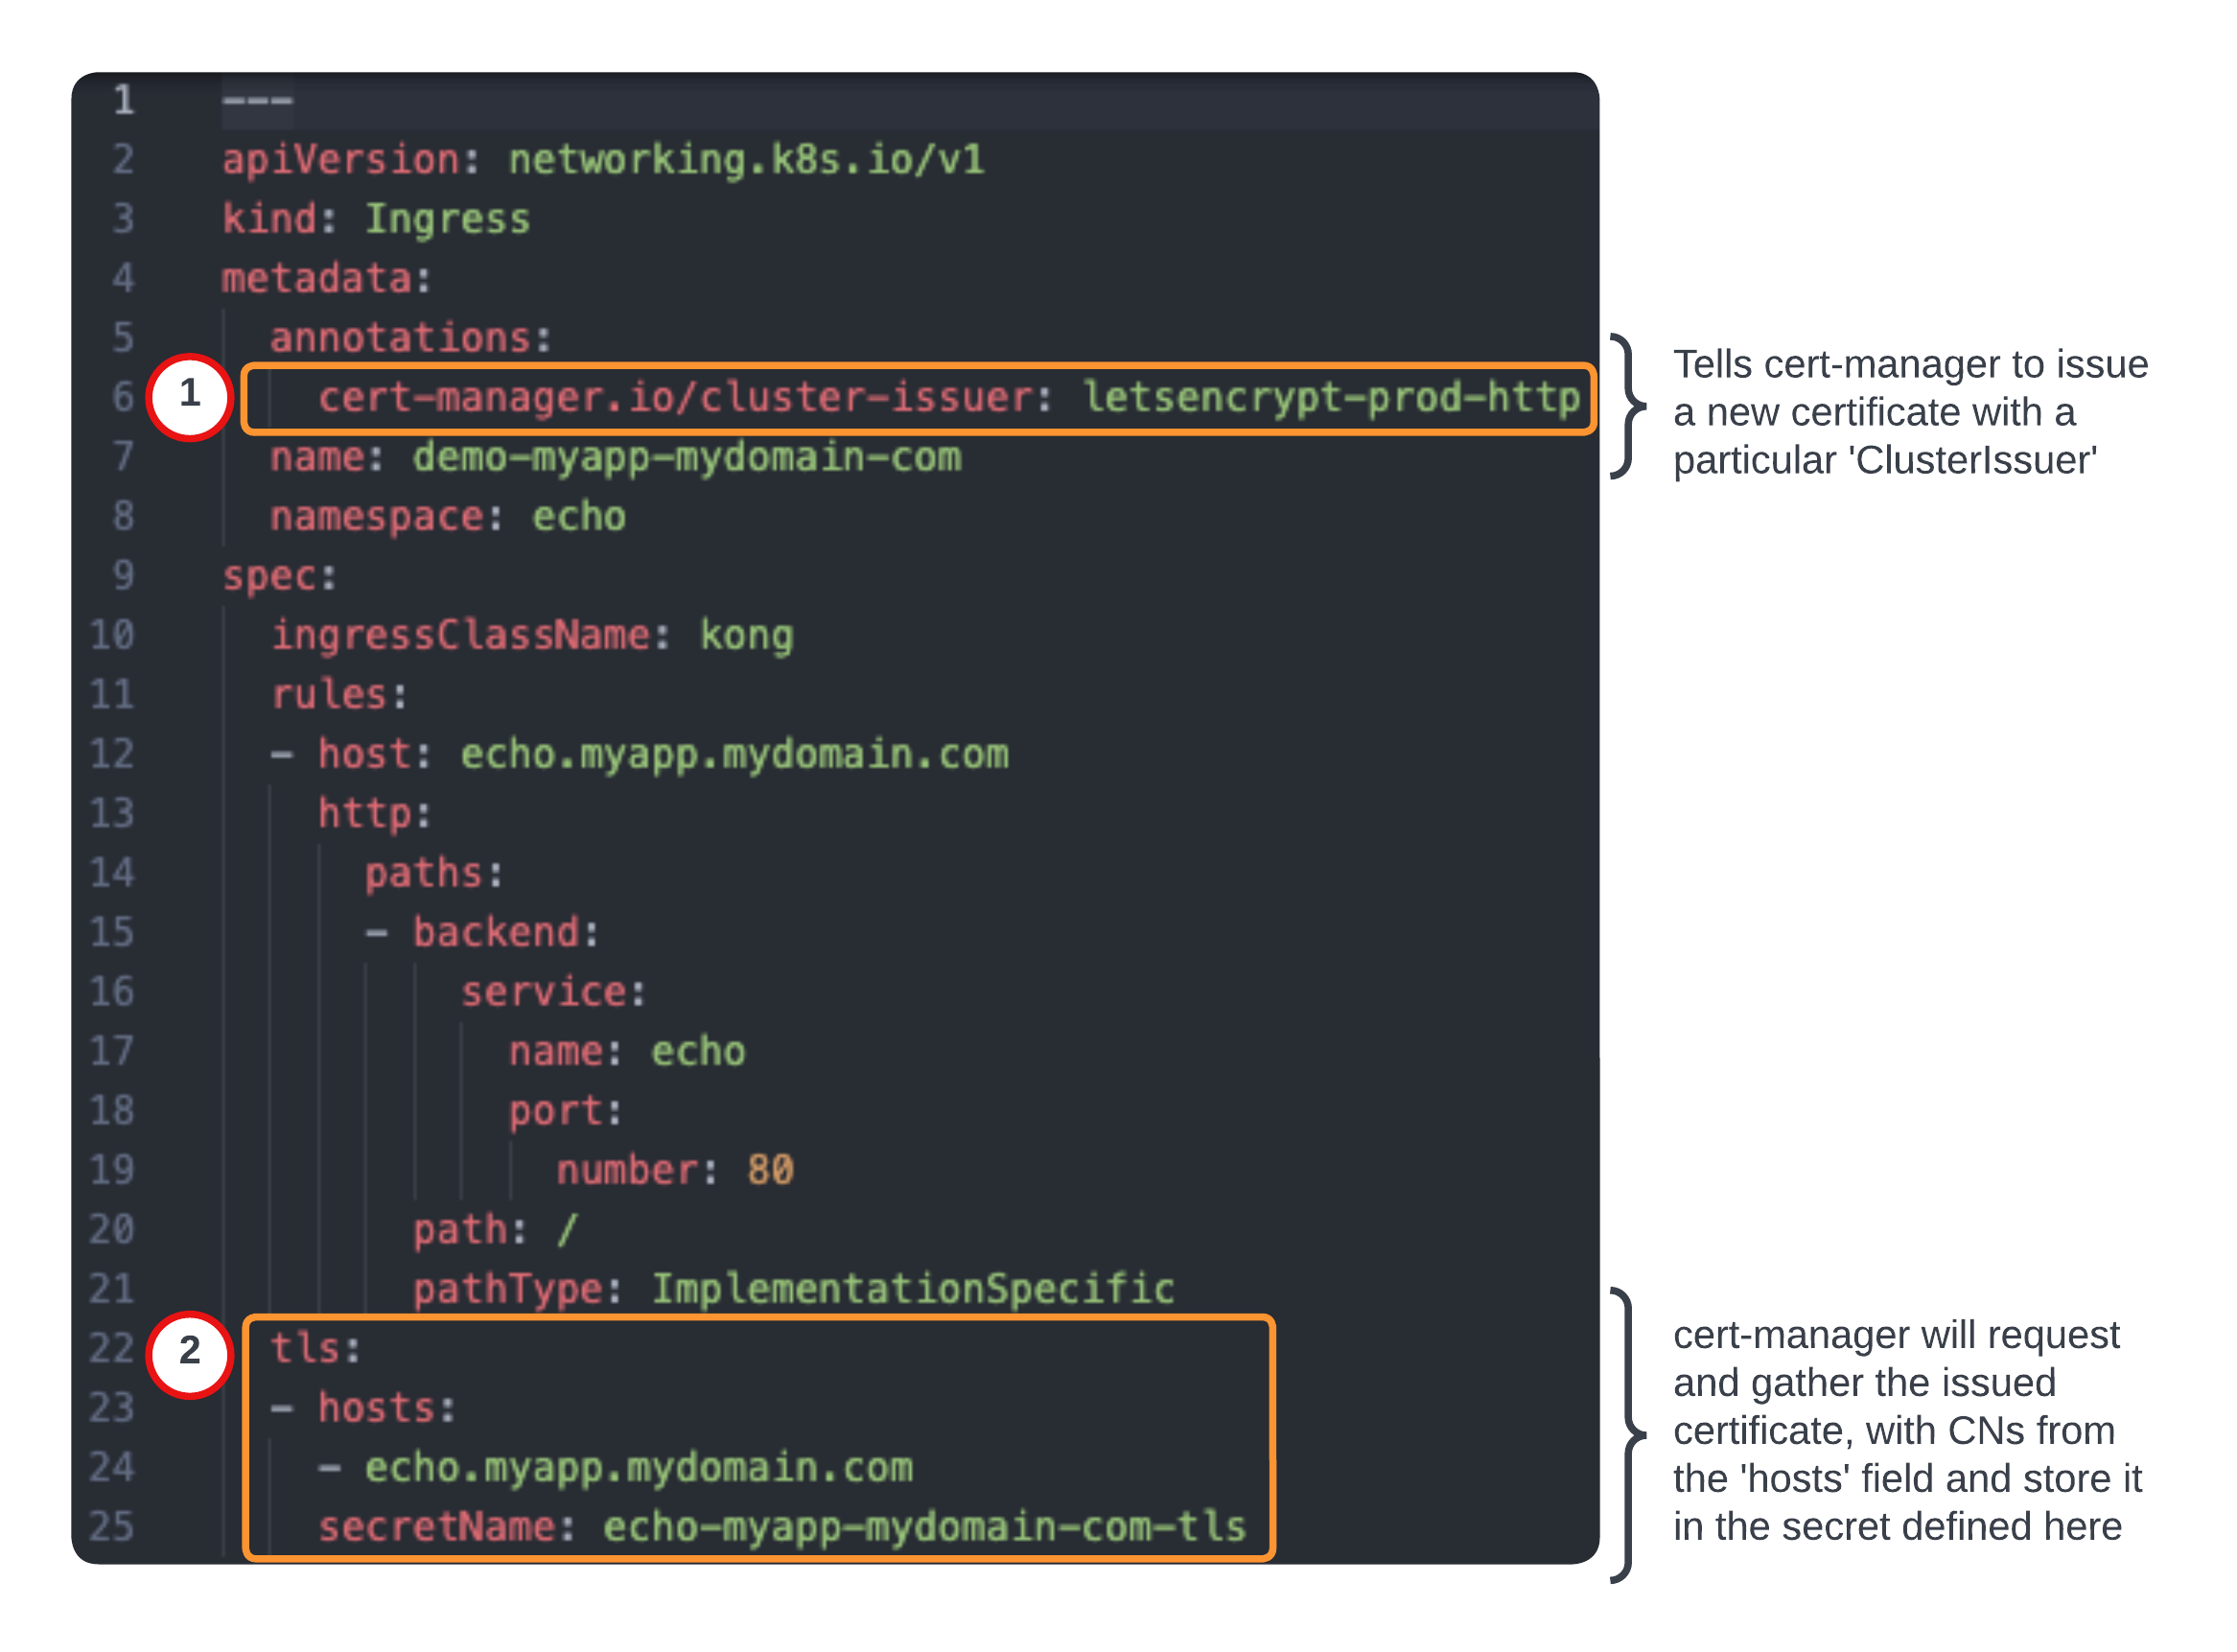 1 ---
2 apiVersion: networking.k8s.io/v1
3 kind: Ingress
4 metadata:
5   annotations:
1
6     cert-manager.io/cluster-issuer: letsencrypt-prod-http
7   name: demo-myapp-mydomain-com
8   namespace: echo
9 spec:
10   ingressClassName: kong
11   rules:
12   - host: echo.myapp.mydomain.com
13     http:
14       paths:
15       - backend:
16           service:
17             name: echo
18             port:
19               number: 80
20         path: /
21         pathType: ImplementationSpecific
2
22   tls:
23   - hosts:
24     - echo.myapp.mydomain.com
25     secretName: echo-myapp-mydomain-com-tls
Tells cert-manager to issue
a new certificate with a
particular 'ClusterIssuer'
cert-manager will request
and gather the issued
certificate, with CNs from
the 'hosts' field and store it
in the secret defined here